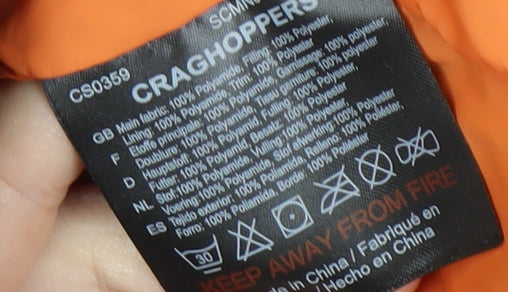 SCMN
CS0359
CRAGHOPPERS
GB Main fabric: 100% Polyamide, Filling: 100% Polyester,
Lining: 100% Polyamide, Trim: 100% Polyester
F Etoffe principale: 100% Polyamide, Garnissage: 100% polyester,
Doublure: 100% Polyamide, Tissu garniture: 100% Polyester
D Hauptstoff: 100% Polyamid, Füllung: 100% Polyester,
Futter: 100% Polyamid, Besatz: 100% Polyester
NL Stof: 100% Polyamide, Vulling: 100% Polyester,
Voering: 100% Polyamide, Stof afwerking: 100% Polyester
ES Tejido exterior: 100% Poliamida, Relleno: 100% Poliéster,
Forro: 100% Poliamida, Borde: 100% Poliéster
30
KEEP AWAY FROM FIRE
in China / Fabriqué en
/ Hecho en China